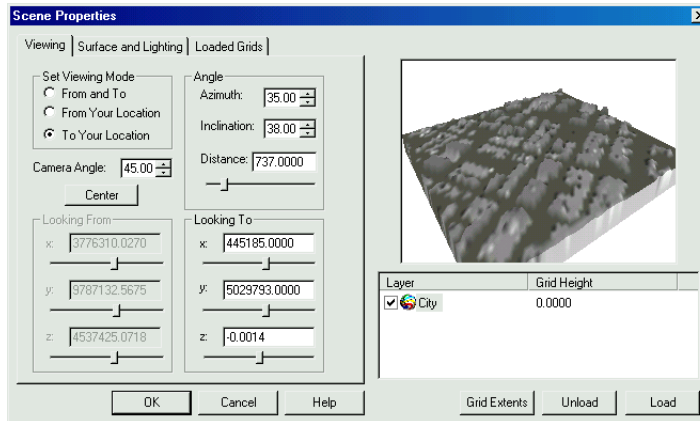 Scene Properties
Viewing Surface and Lighting Loaded Grids
Set Viewing Mode
From and To
From Your Location
To Your Location
Camera Angle: 45.00
Center
Angle
Azimuth: 35.00
Inclination: 38.00
Distance: 737.0000
Looking From
x: 3776310.0270
y: 9787132.5675
z: 4537425.0718
Looking To
x: 445185.0000
y: 5029793.0000
z: -0.0014
Layer Grid Height
City 0.0000
OK Cancel Help
Grid Extents Unload Load